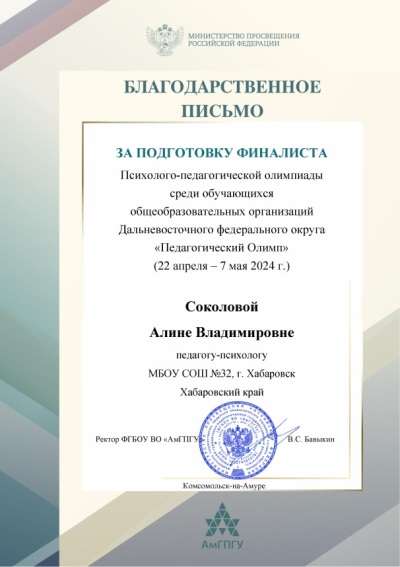 МИНИСТЕРСТВО ПРОСВЕЩЕНИЯ
РОССИЙСКОЙ ФЕДЕРАЦИИ
БЛАГОДАРСТВЕННОЕ
ПИСЬМО
ЗА ПОДГОТОВКУ ФИНАЛИСТА
Психолого-педагогической олимпиады
среди обучающихся
общеобразовательных организаций
Дальневосточного федерального округа
«Педагогический Олимп»
(22 апреля – 7 мая 2024 г.)
Соколовой
Алине Владимировне
педагогу-психологу
МБОУ СОШ №32, г. Хабаровск
Хабаровский край
Ректор ФГБОУ ВО «АмГПГУ» В.С. Бавыкин
Комсомольск-на-Амуре
АмГПГУ